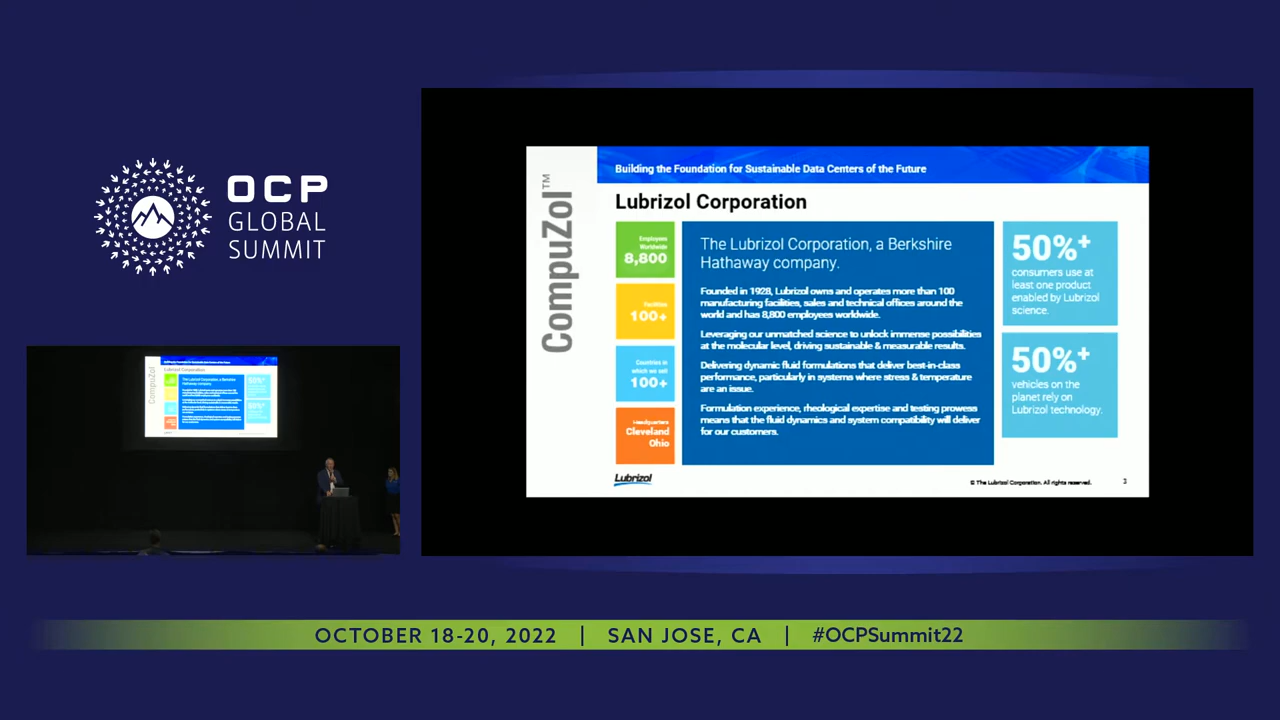 OCP
GLOBAL
SUMMIT
CompuZol™
Building the Foundation for Sustainable Data Centers of the Future
Lubrizol Corporation
Employees
Worldwide
8,800
Facilities
100+
Countries in
which we sell
100+
Headquarters
Cleveland
Ohio
The Lubrizol Corporation, a Berkshire
Hathaway company.
Founded in 1928, Lubrizol owns and operates more than 100
manufacturing facilities, sales and technical offices around the
world and has 8,800 employees worldwide.
Leveraging our unmatched science to unlock immense possibilities
at the molecular level, driving sustainable & measurable results.
Delivering dynamic fluid formulations that deliver best-in-class
performance, particularly in systems where stress & temperature
are an issue.
Formulation experience, rheological expertise and testing prowess
means that the fluid dynamics and system compatibility will deliver
for our customers.
50%+
consumers use at
least one product
enabled by Lubrizol
science.
50%+
vehicles on the
planet rely on
Lubrizol technology.
Lubrizol
© The Lubrizol Corporation. All rights reserved.
3
OCTOBER 18-20, 2022 | SAN JOSE, CA | #OCPSummit22